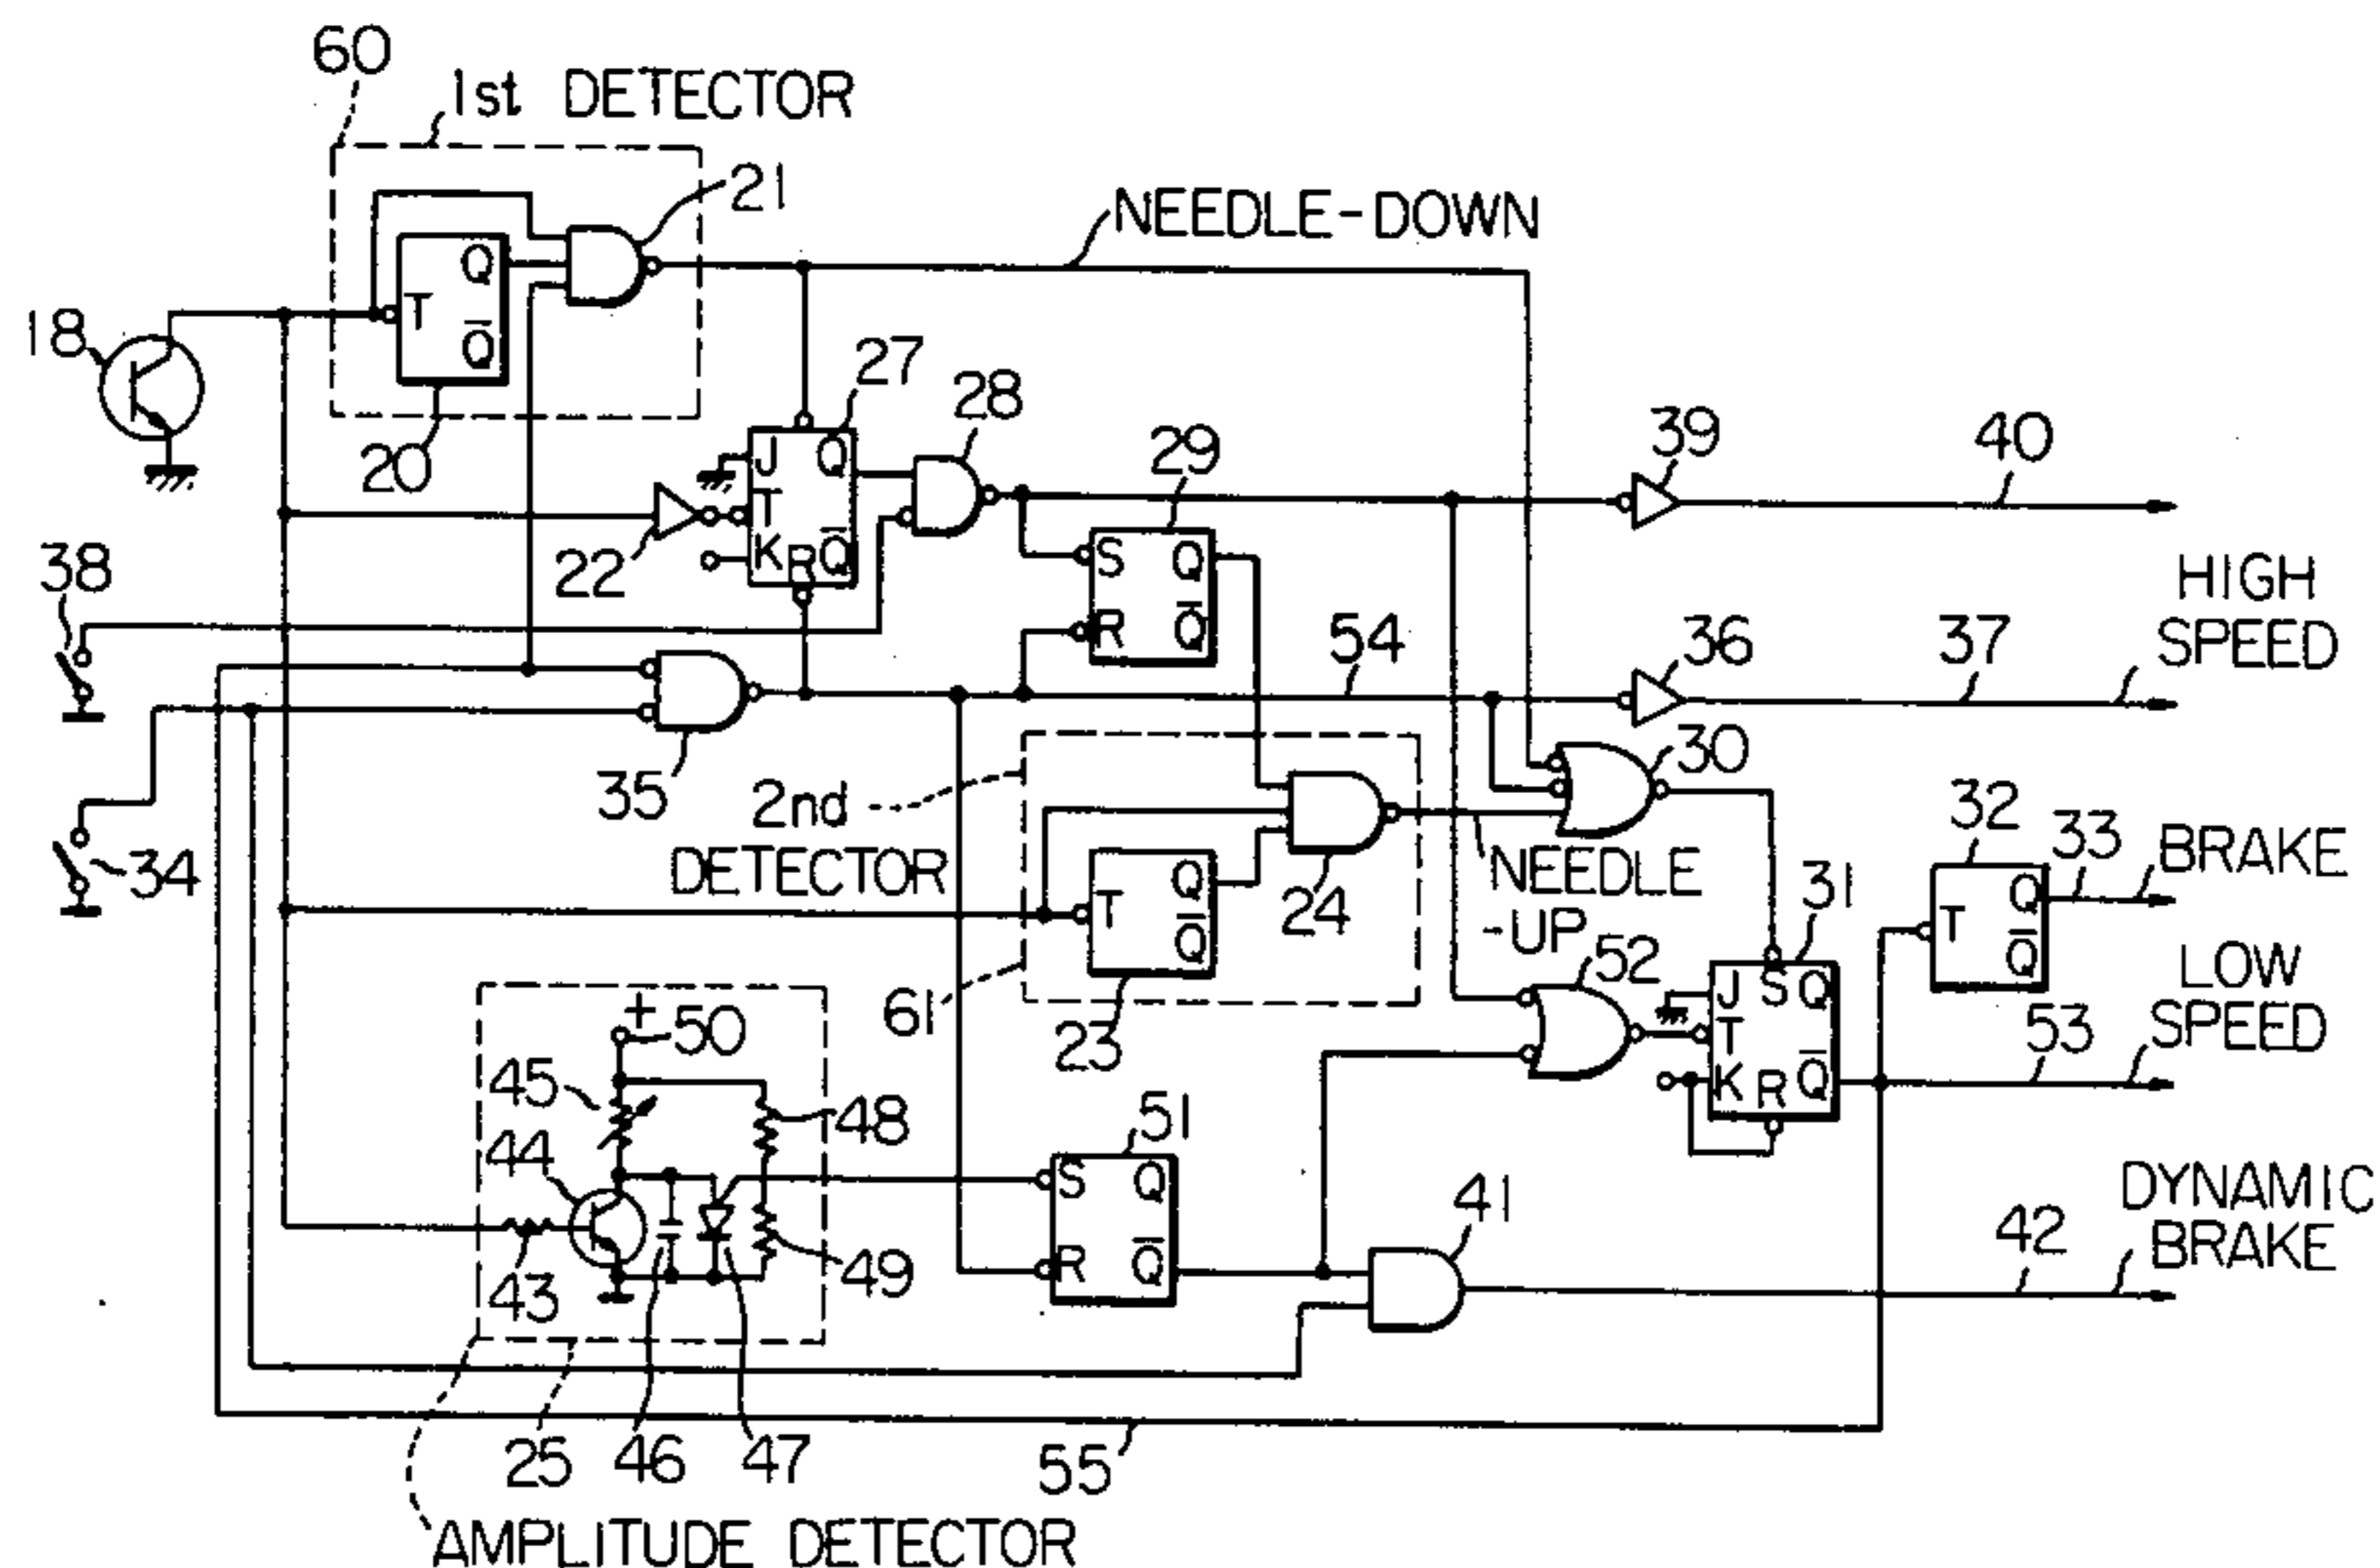 60
1st DETECTOR
21
NEEDLE-DOWN
18
T Q Q̅
20
27
J Q
T
K R Q̅
22
28
29
S Q
R Q̅
39
40
38
HIGH
SPEED
54
36
37
35
34
2nd
DETECTOR
61
T Q Q̅
23
24
NEEDLE
-UP
30
52
31
J S Q
T
K R Q̅
32
T Q Q̅
33
BRAKE
LOW
SPEED
53
+
50
45
44
43
48
49
51
S Q
R Q̅
41
42
DYNAMIC
BRAKE
25
46
47
55
AMPLITUDE DETECTOR